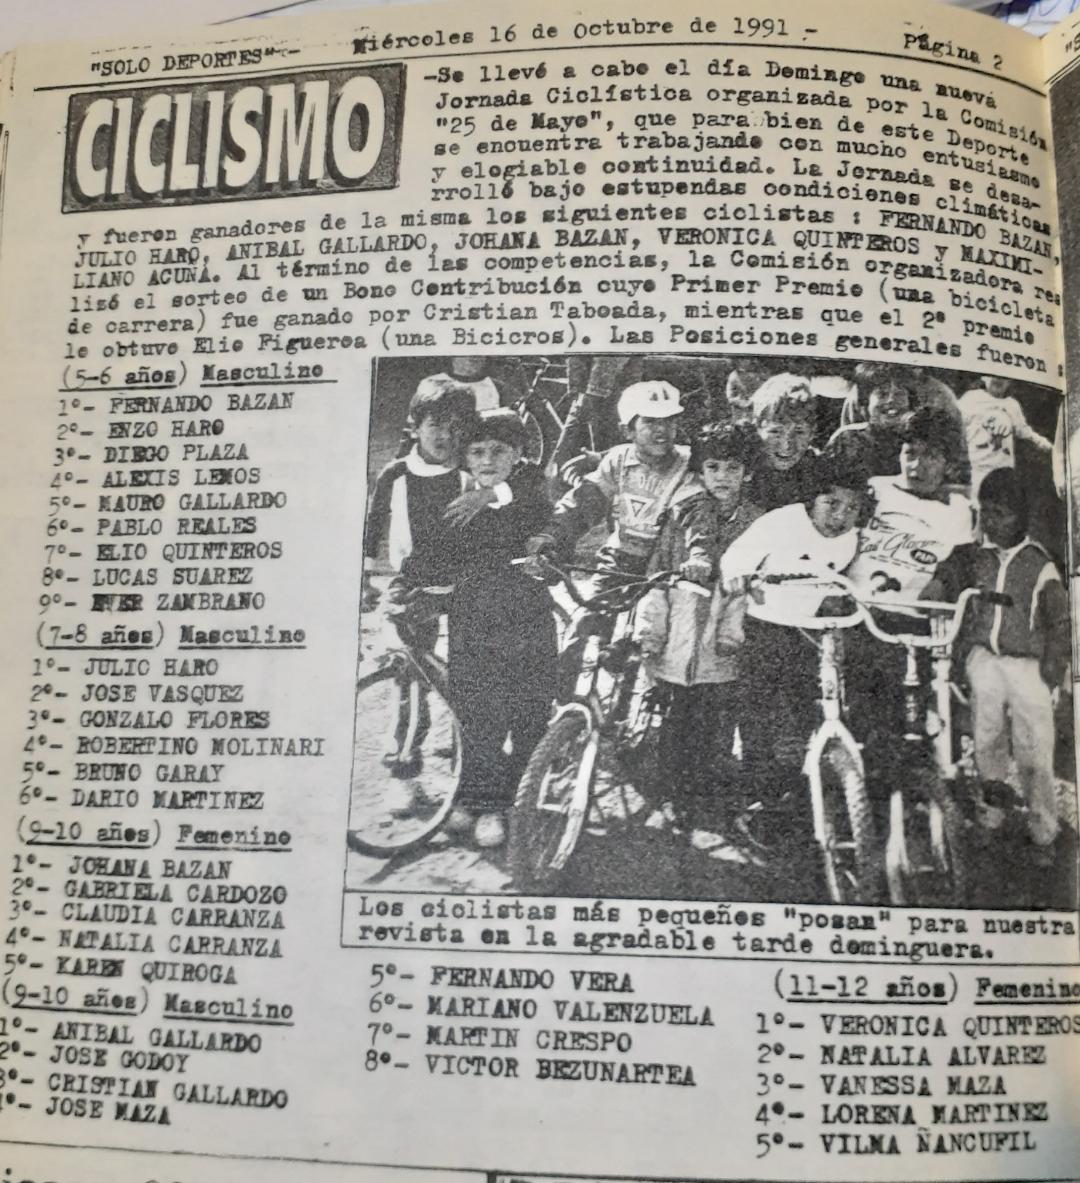 "SOLO DEPORTES"-
Miércoles 16 de Octubre de 1991.-
Página 2
CICLISMO
-Se llevó a cabo el día Domingo una nueva
Jornada Ciclística organizada por la Comisión
"25 de Mayo", que para bien de este Deporte
se encuentra trabajando con mucho entusiasmo
y elogiable continuidad. La Jornada se desa-
rrolló bajo estupendas condiciones climáticas
y fueron ganadores de la misma los siguientes ciclistas : FERNANDO BAZAN,
JULIO HARO, ANIBAL GALLARDO, JOHANA BAZAN, VERONICA QUINTEROS y MAXIMI-
LIANO ACUÑA. Al término de las competencias, la Comisión organizadora rea
lizó el sorteo de un Bono Contribución cuyo Primer Premio (una bicicleta
de carrera) fue ganado por Cristian Taboada, mientras que el 2º premio
lo obtuvo Elio Figueroa (una Bicicros). Las Posiciones generales fueron :
(5-6 años) Masculino
1º- FERNANDO BAZAN
2º- ENZO HARO
3º- DIEGO PLAZA
4º- ALEXIS LEMOS
5º- MAURO GALLARDO
6º- PABLO REALES
7º- ELIO QUINTEROS
8º- LUCAS SUAREZ
9º- EVER ZAMBRANO
(7-8 años) Masculino
1º- JULIO HARO
2º- JOSE VASQUEZ
3º- GONZALO FLORES
4º- ROBERTINO MOLINARI
5º- BRUNO GARAY
6º- DARIO MARTINEZ
(9-10 años) Femenino
1º- JOHANA BAZAN
2º- GABRIELA CARDOZO
3º- CLAUDIA CARRANZA
4º- NATALIA CARRANZA
5º- KAREN QUIROGA
(9-10 años) Masculino
1º- ANIBAL GALLARDO
2º- JOSE GODOY
3º- CRISTIAN GALLARDO
4º- JOSE MAZA
Los ciclistas más pequeños "posan" para nuestra
revista en la agradable tarde dominguera.
5º- FERNANDO VERA
6º- MARIANO VALENZUELA
7º- MARTIN CRESPO
8º- VICTOR BEZUNARTEA
(11-12 años) Femenino
1º- VERONICA QUINTEROS
2º- NATALIA ALVAREZ
3º- VANESSA MAZA
4º- LORENA MARTINEZ
5º- VILMA ÑANCUFIL